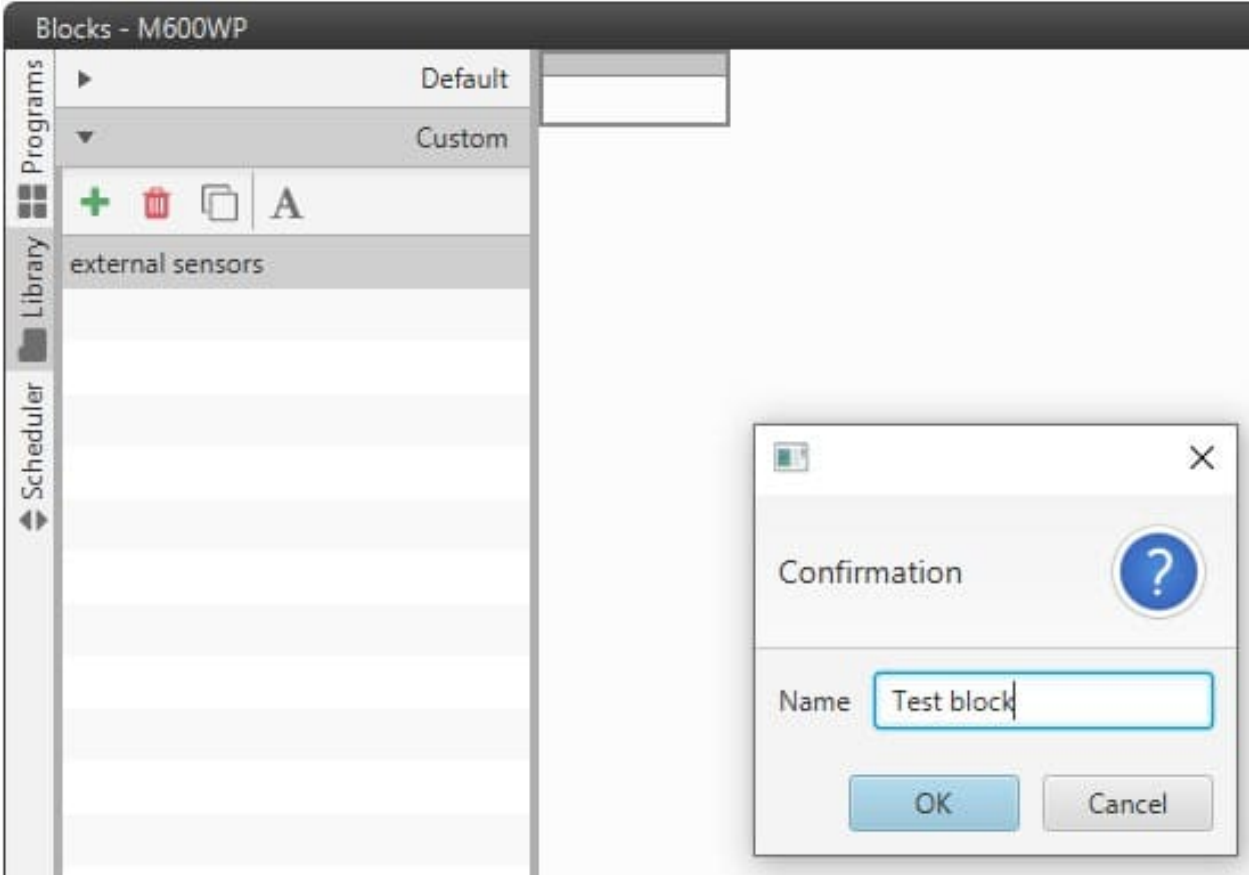 Blocks - M600WP
Programs
Library
Scheduler
Default
Custom
A
external sensors
Confirmation
?
Name
Test block
OK
Cancel